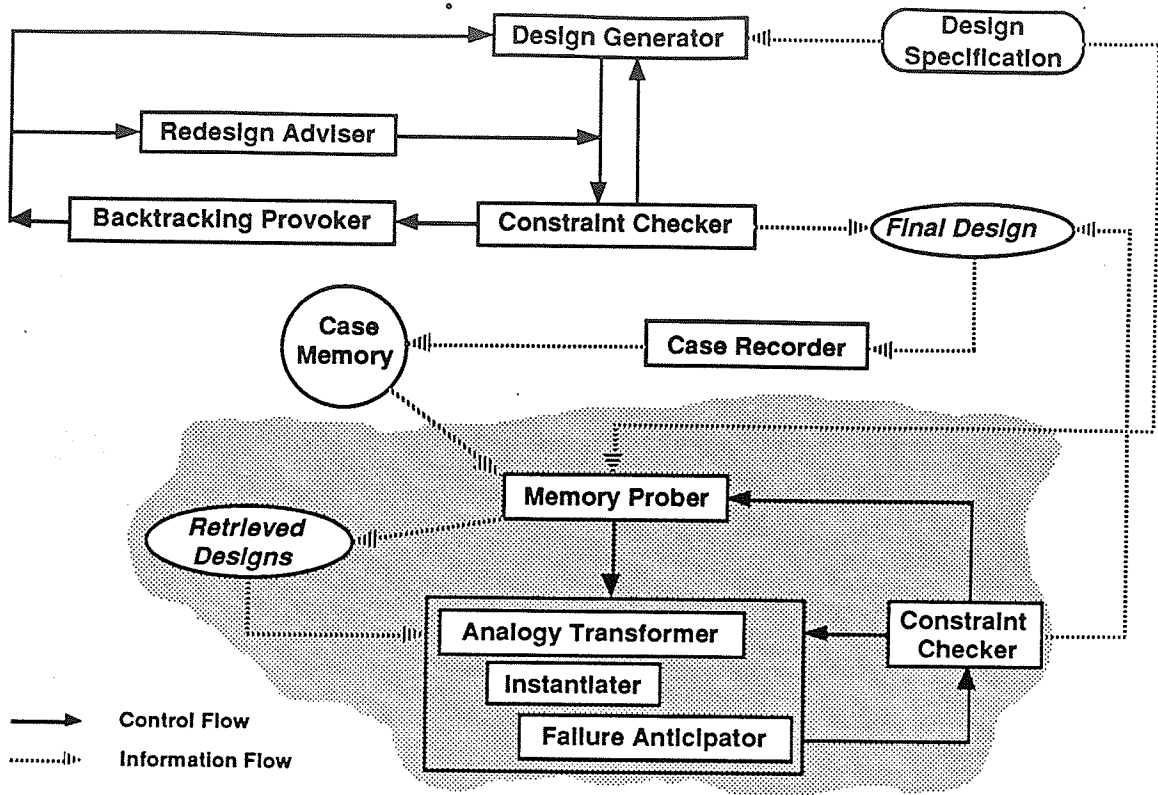 Design Generator
Design
Specification
Redesign Adviser
Backtracking Provoker
Constraint Checker
Final Design
Case
Memory
Case Recorder
Memory Prober
Retrieved
Designs
Analogy Transformer
Constraint
Checker
Instantiater
Failure Anticipator
Control Flow
Information Flow